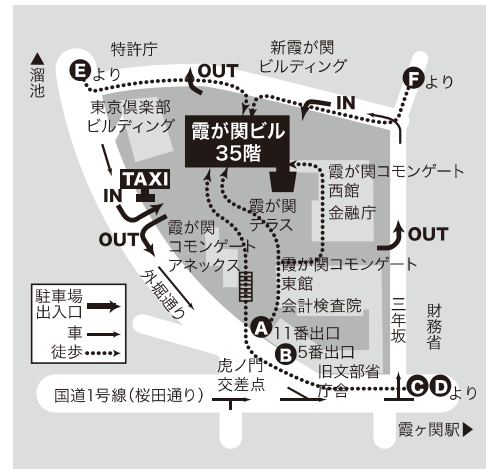 特許庁
新霞が関
ビルディング
▲
溜池
Eより
OUT
Fより
IN
東京倶楽部
ビルディング
霞が関ビル
35階
霞が関コモンゲート
西館
金融庁
TAXI
IN
霞が関
テラス
OUT
霞が関
コモンゲート
アネックス
OUT
霞が関コモンゲート
東館
会計検査院
外堀通り
駐車場
出入口
車
徒歩
三年坂
財務省
A
11番出口
B
5番出口
虎ノ門
交差点
旧文部省
庁舎
CDより
国道1号線（桜田通り）
霞ヶ関駅▶